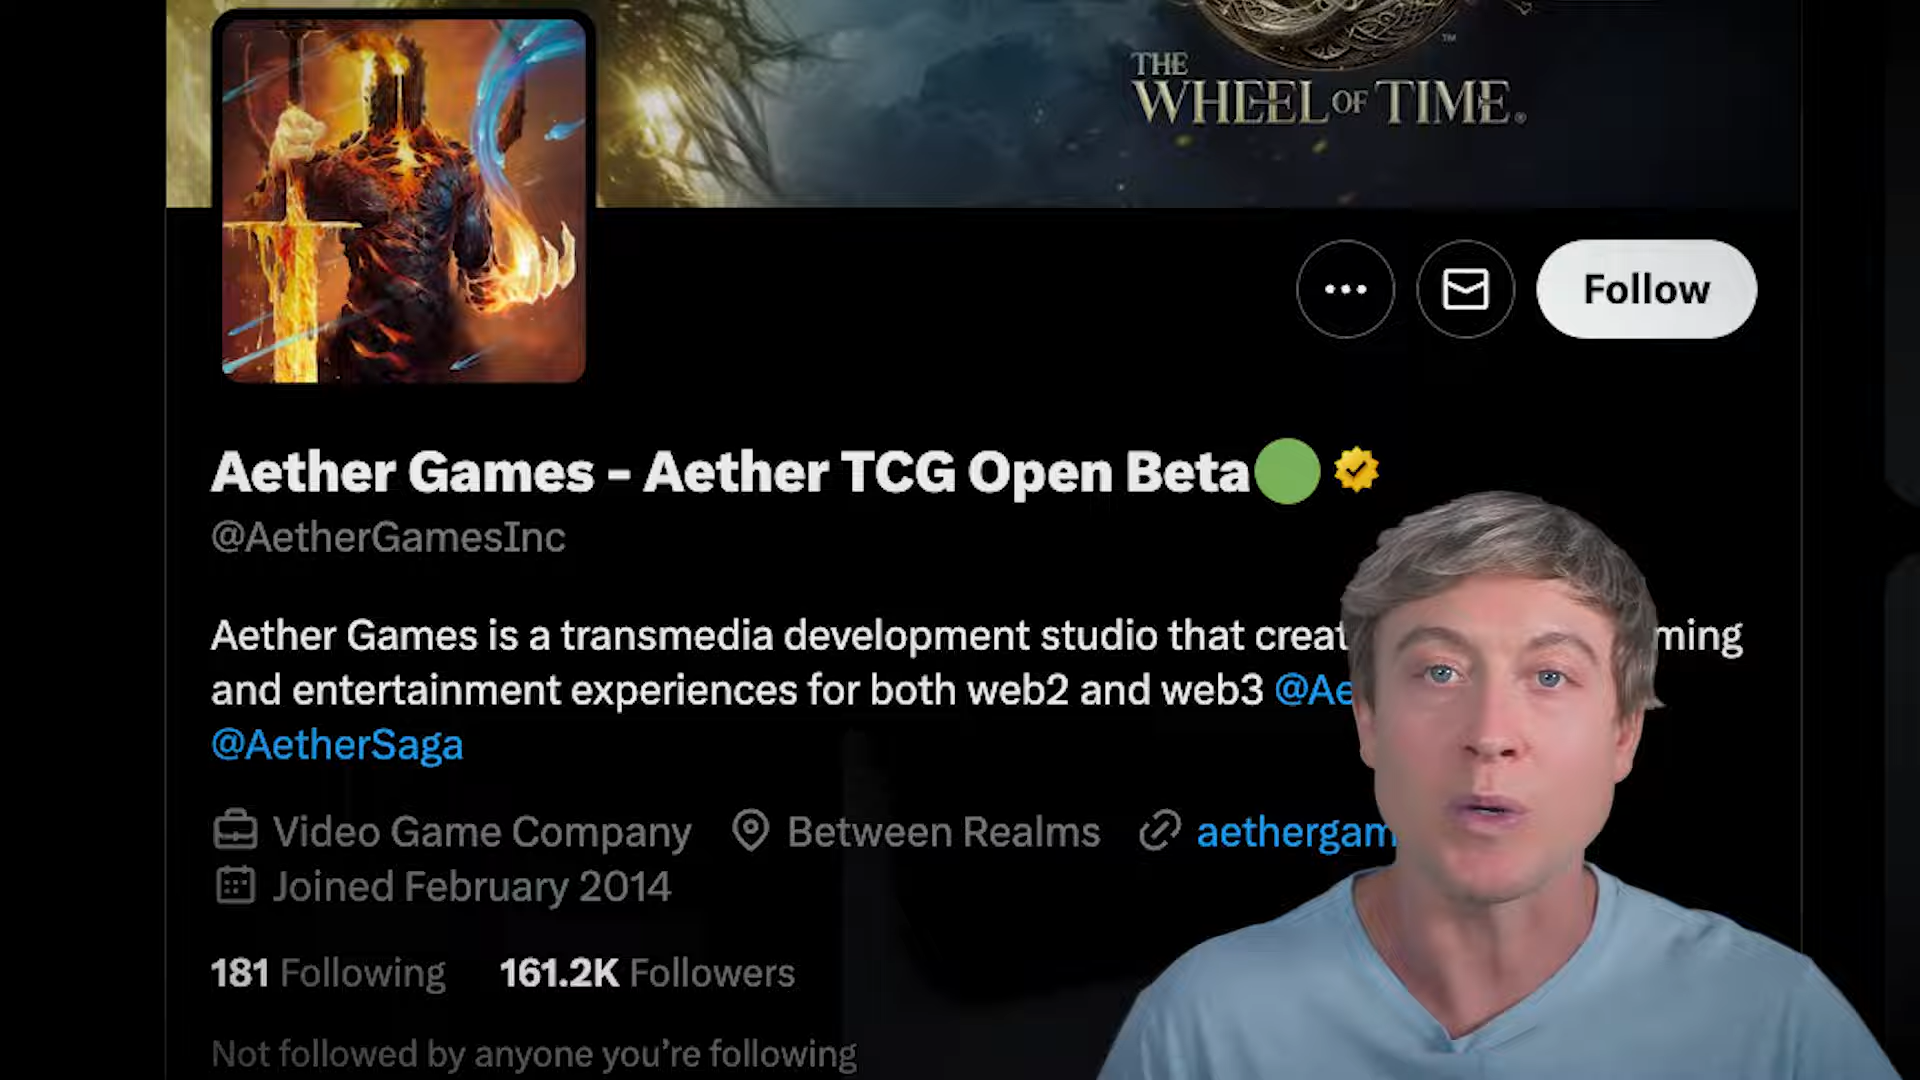 THE
WHEEL OF TIME
Follow
Aether Games - Aether TCG Open Beta
@AetherGamesInc
Aether Games is a transmedia development studio that creat ming
and entertainment experiences for both web2 and web3 @Ae
@AetherSaga
Video Game Company Between Realms aethergam
Joined February 2014
181 Following 161.2K Followers
Not followed by anyone you're following